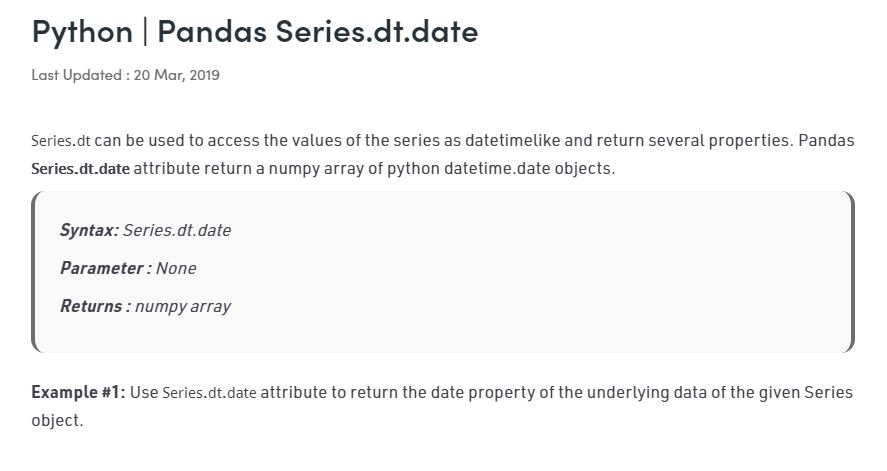 Python | Pandas Series.dt.date
Last Updated : 20 Mar, 2019
Series.dt can be used to access the values of the series as datetimelike and return several properties. Pandas
Series.dt.date attribute return a numpy array of python datetime.date objects.
Syntax: Series.dt.date
Parameter : None
Returns : numpy array
Example #1: Use Series.dt.date attribute to return the date property of the underlying data of the given Series
object.